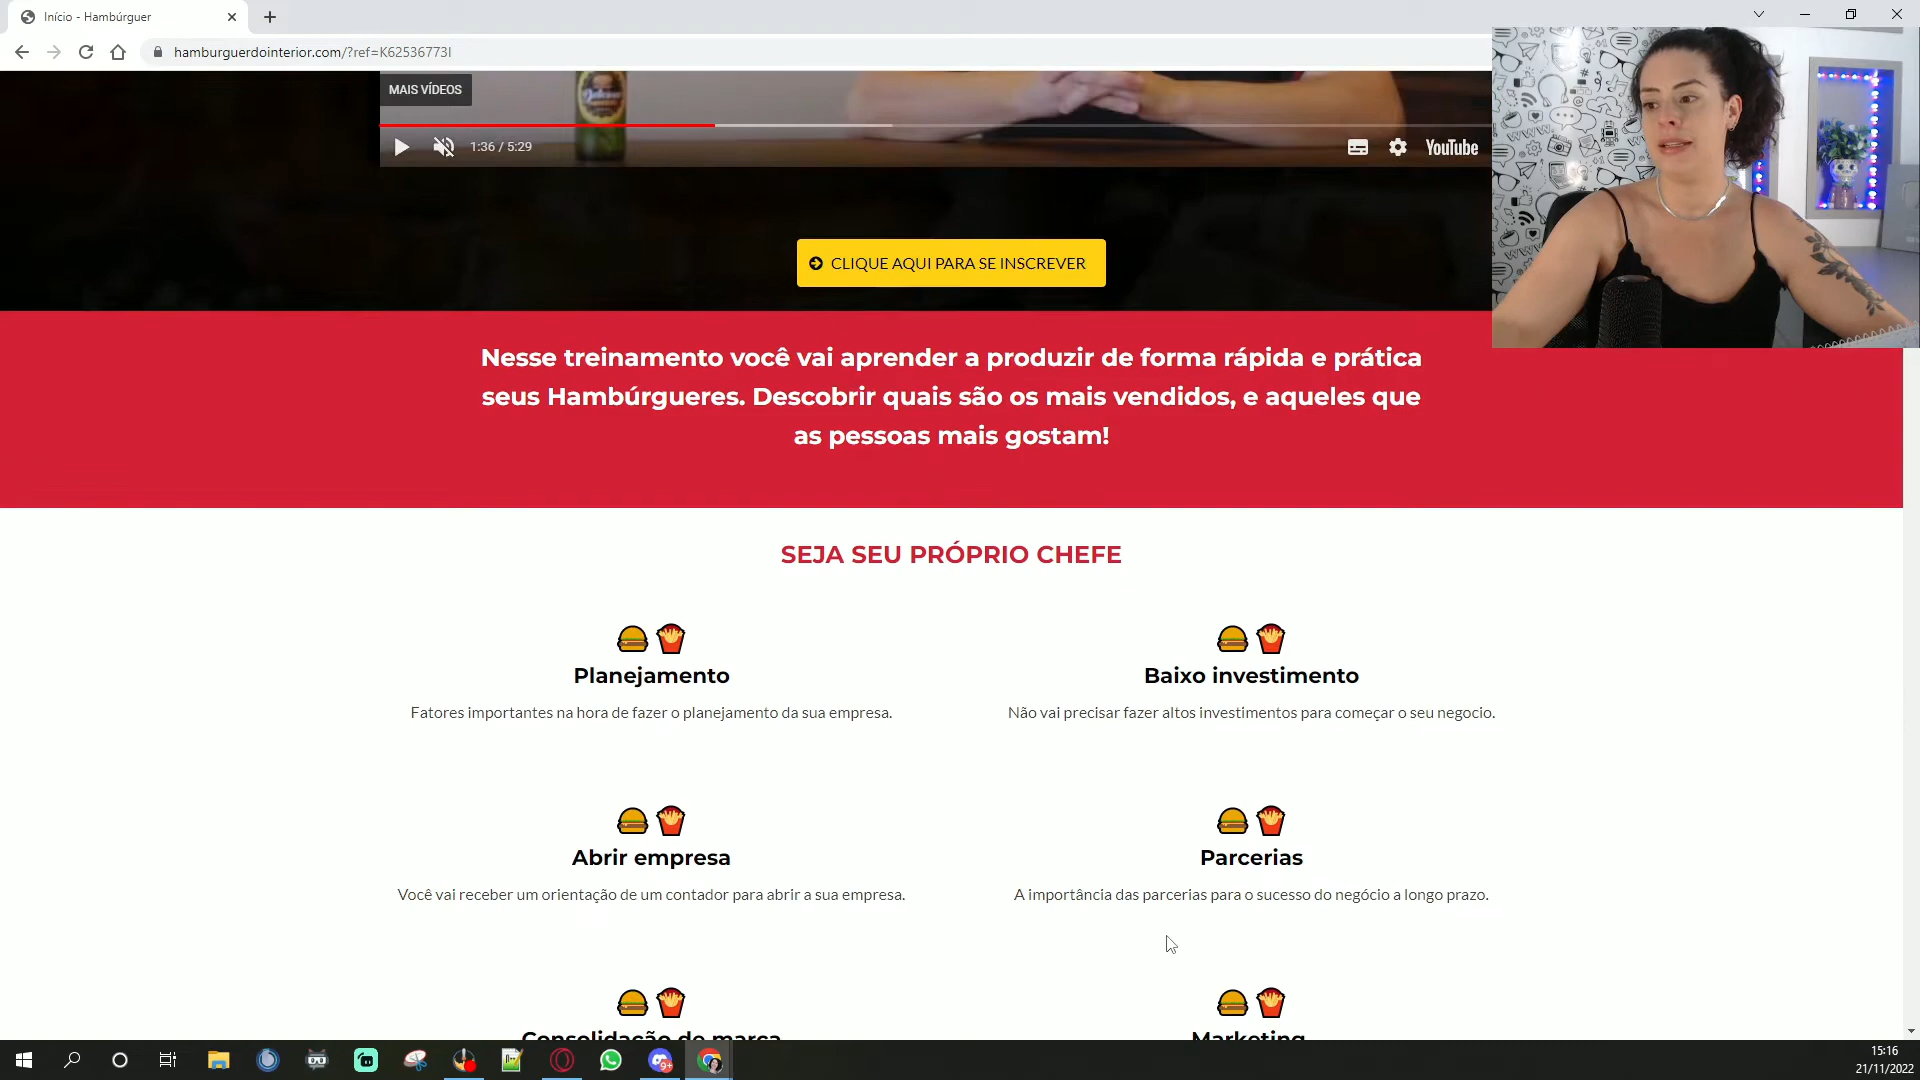 Início - Hambúrguer
hamburguerdointerior.com/?ref=K62536773I
MAIS VÍDEOS
1:36 / 5:29
YouTube
CLIQUE AQUI PARA SE INSCREVER
Nesse treinamento você vai aprender a produzir de forma rápida e prática
seus Hambúrgueres. Descobrir quais são os mais vendidos, e aqueles que
as pessoas mais gostam!
SEJA SEU PRÓPRIO CHEFE
Planejamento
Fatores importantes na hora de fazer o planejamento da sua empresa.
Baixo investimento
Não vai precisar fazer altos investimentos para começar o seu negocio.
Abrir empresa
Você vai receber um orientação de um contador para abrir a sua empresa.
Parcerias
A importância das parcerias para o sucesso do negócio a longo prazo.
Consolidação de marca
Marketing
9+
15:16
21/11/2022